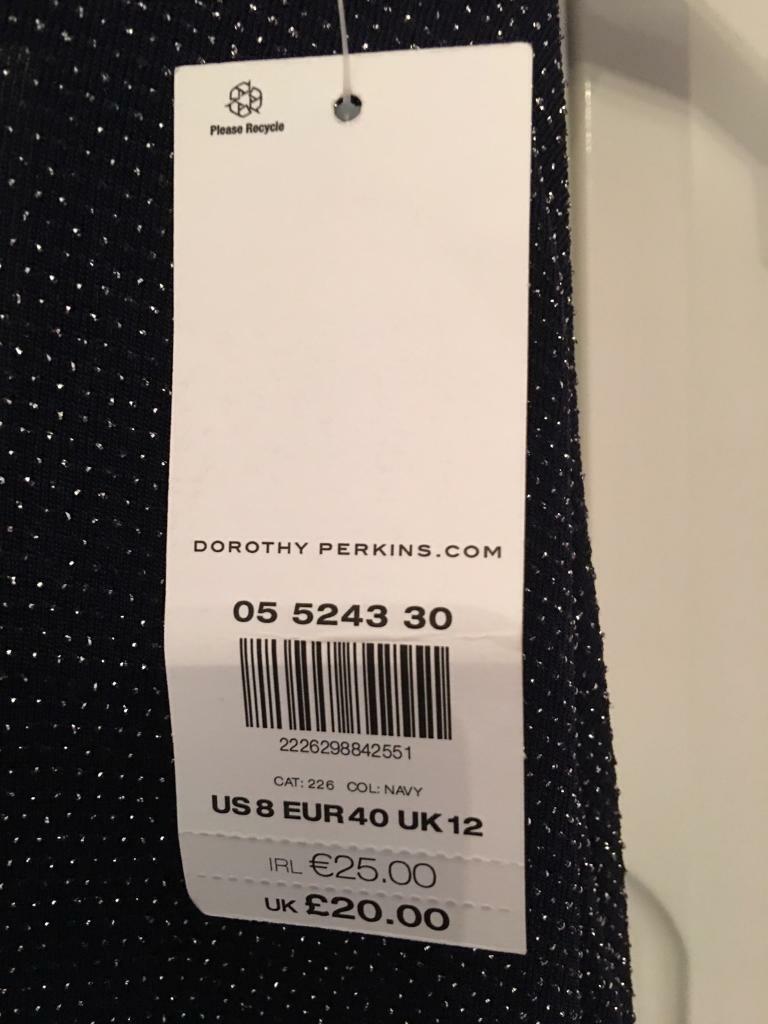 Please Recycle
DOROTHY PERKINS.COM
05 5243 30
2226298842551
CAT: 226 COL: NAVY
US 8 EUR 40 UK 12
IRL €25.00
UK £20.00